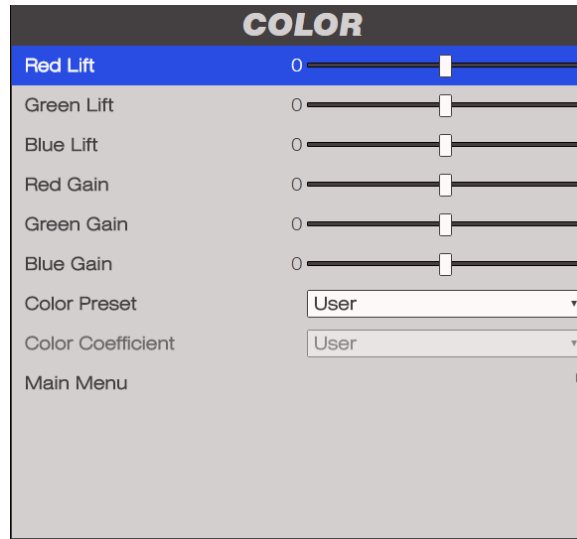 COLOR
Red Lift 0
Green Lift 0
Blue Lift 0
Red Gain 0
Green Gain 0
Blue Gain 0
Color Preset User
Color Coefficient User
Main Menu